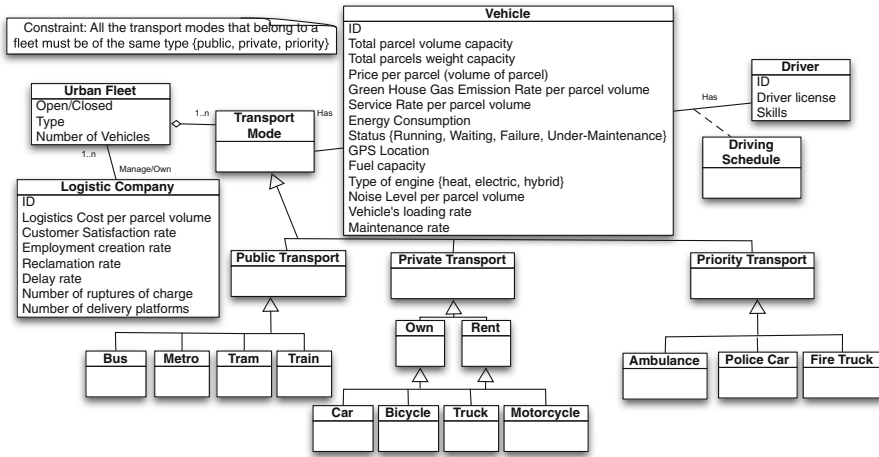 Constraint: All the transport modes that belong to a
fleet must be of the same type {public, private, priority}
Vehicle
ID
Total parcel volume capacity
Total parcels weight capacity
Price per parcel (volume of parcel)
Green House Gas Emission Rate per parcel volume
Service Rate per parcel volume
Energy Consumption
Status {Running, Waiting, Failure, Under-Maintenance}
GPS Location
Fuel capacity
Type of engine {heat, electric, hybrid}
Noise Level per parcel volume
Vehicle's loading rate
Maintenance rate
Urban Fleet
Open/Closed
Type
Number of Vehicles
1..n
Transport
Mode
Has
Has
Driver
ID
Driver license
Skills
Driving
Schedule
1..n
Manage/Own
Logistic Company
ID
Logistics Cost per parcel volume
Customer Satisfaction rate
Employment creation rate
Reclamation rate
Delay rate
Number of ruptures of charge
Number of delivery platforms
Public Transport
Private Transport
Priority Transport
Own
Rent
Bus
Metro
Tram
Train
Ambulance
Police Car
Fire Truck
Car
Bicycle
Truck
Motorcycle